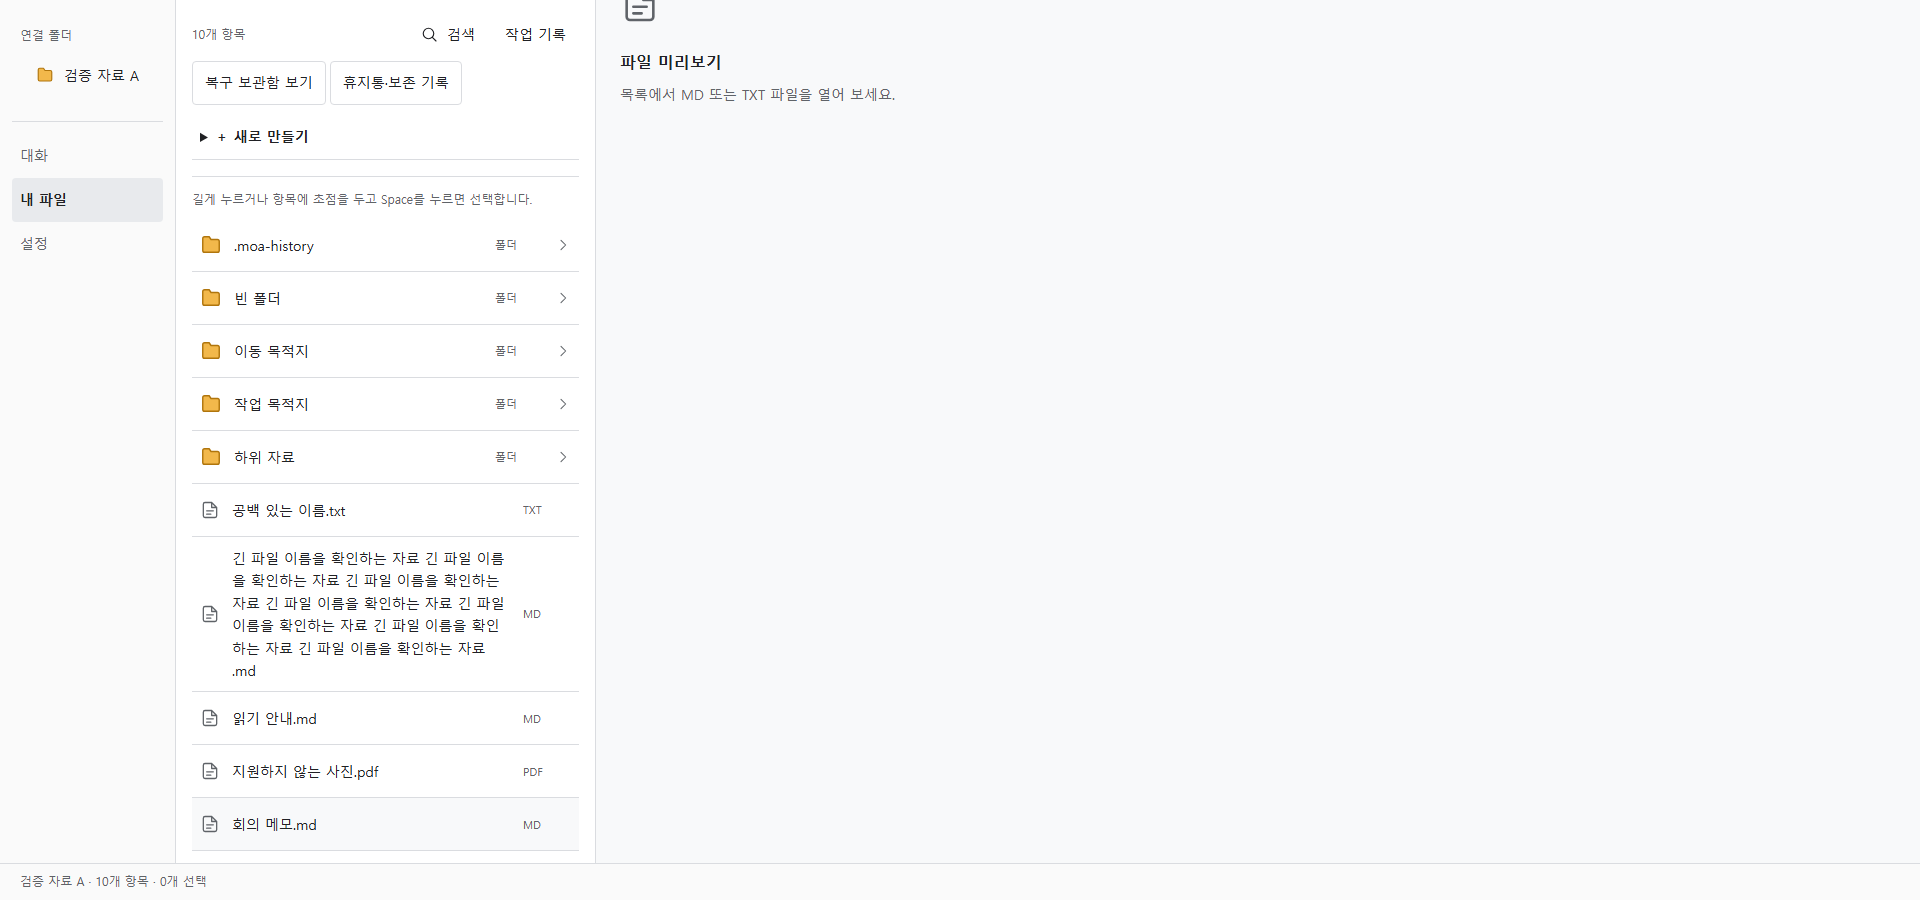 연결 폴더
검증 자료 A
대화
내 파일
설정
10개 항목
검색
작업 기록
복구 보관함 보기
휴지통·보존 기록
+ 새로 만들기
길게 누르거나 항목에 초점을 두고 Space를 누르면 선택합니다.
.moa-history 폴더
빈 폴더 폴더
이동 목적지 폴더
작업 목적지 폴더
하위 자료 폴더
공백 있는 이름.txt TXT
긴 파일 이름을 확인하는 자료 긴 파일 이름
을 확인하는 자료 긴 파일 이름을 확인하는
자료 긴 파일 이름을 확인하는 자료 긴 파일
이름을 확인하는 자료 긴 파일 이름을 확인
하는 자료 긴 파일 이름을 확인하는 자료
.md
MD
읽기 안내.md MD
지원하지 않는 사진.pdf PDF
회의 메모.md MD
파일 미리보기
목록에서 MD 또는 TXT 파일을 열어 보세요.
검증 자료 A · 10개 항목 · 0개 선택